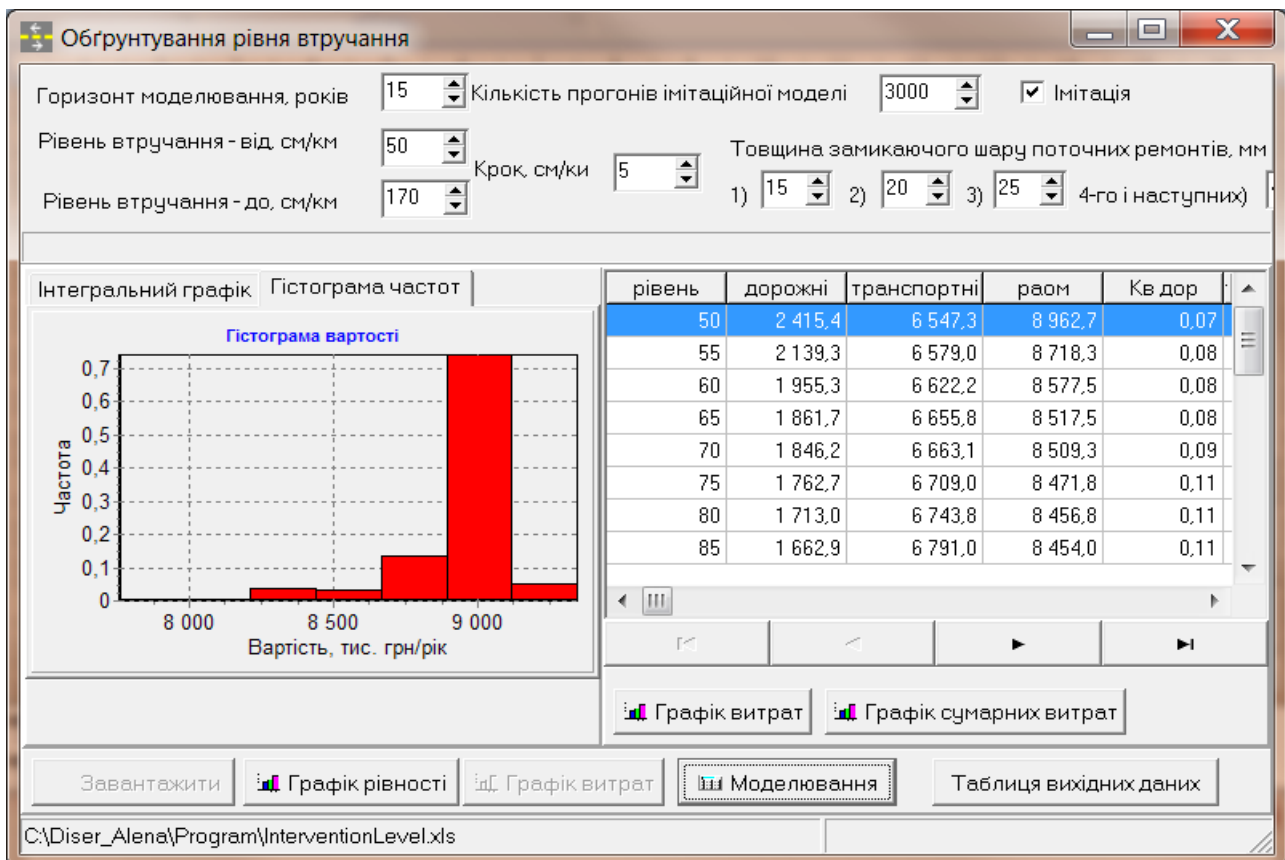 Обґрунтування рівня втручання
Горизонт моделювання, років 15 Кількість прогонів імітаційної моделі 3000 Імітація
Рівень втручання - від, см/км 50
Крок, см/ки 5
Товщина замикаючого шару поточних ремонтів, мм
Рівень втручання - до, см/км 170
1) 15 2) 20 3) 25 4-го і наступних)
Інтегральний графік Гістограма частот
Гістограма вартості
0,7
0,6
0,5
0,4
0,3
0,2
0,1
0
Частота
8 000 8 500 9 000
Вартість, тис. грн/рік
рівень дорожні транспортні раом Кв дор
50 2 415,4 6 547,3 8 962,7 0,07
55 2 139,3 6 579,0 8 718,3 0,08
60 1 955,3 6 622,2 8 577,5 0,08
65 1 861,7 6 655,8 8 517,5 0,08
70 1 846,2 6 663,1 8 509,3 0,09
75 1 762,7 6 709,0 8 471,8 0,11
80 1 713,0 6 743,8 8 456,8 0,11
85 1 662,9 6 791,0 8 454,0 0,11
Графік витрат Графік сумарних витрат
Завантажити Графік рівності Графік витрат Моделювання Таблиця вихідних даних
C:\Diser_Alena\Program\InterventionLevel.xls